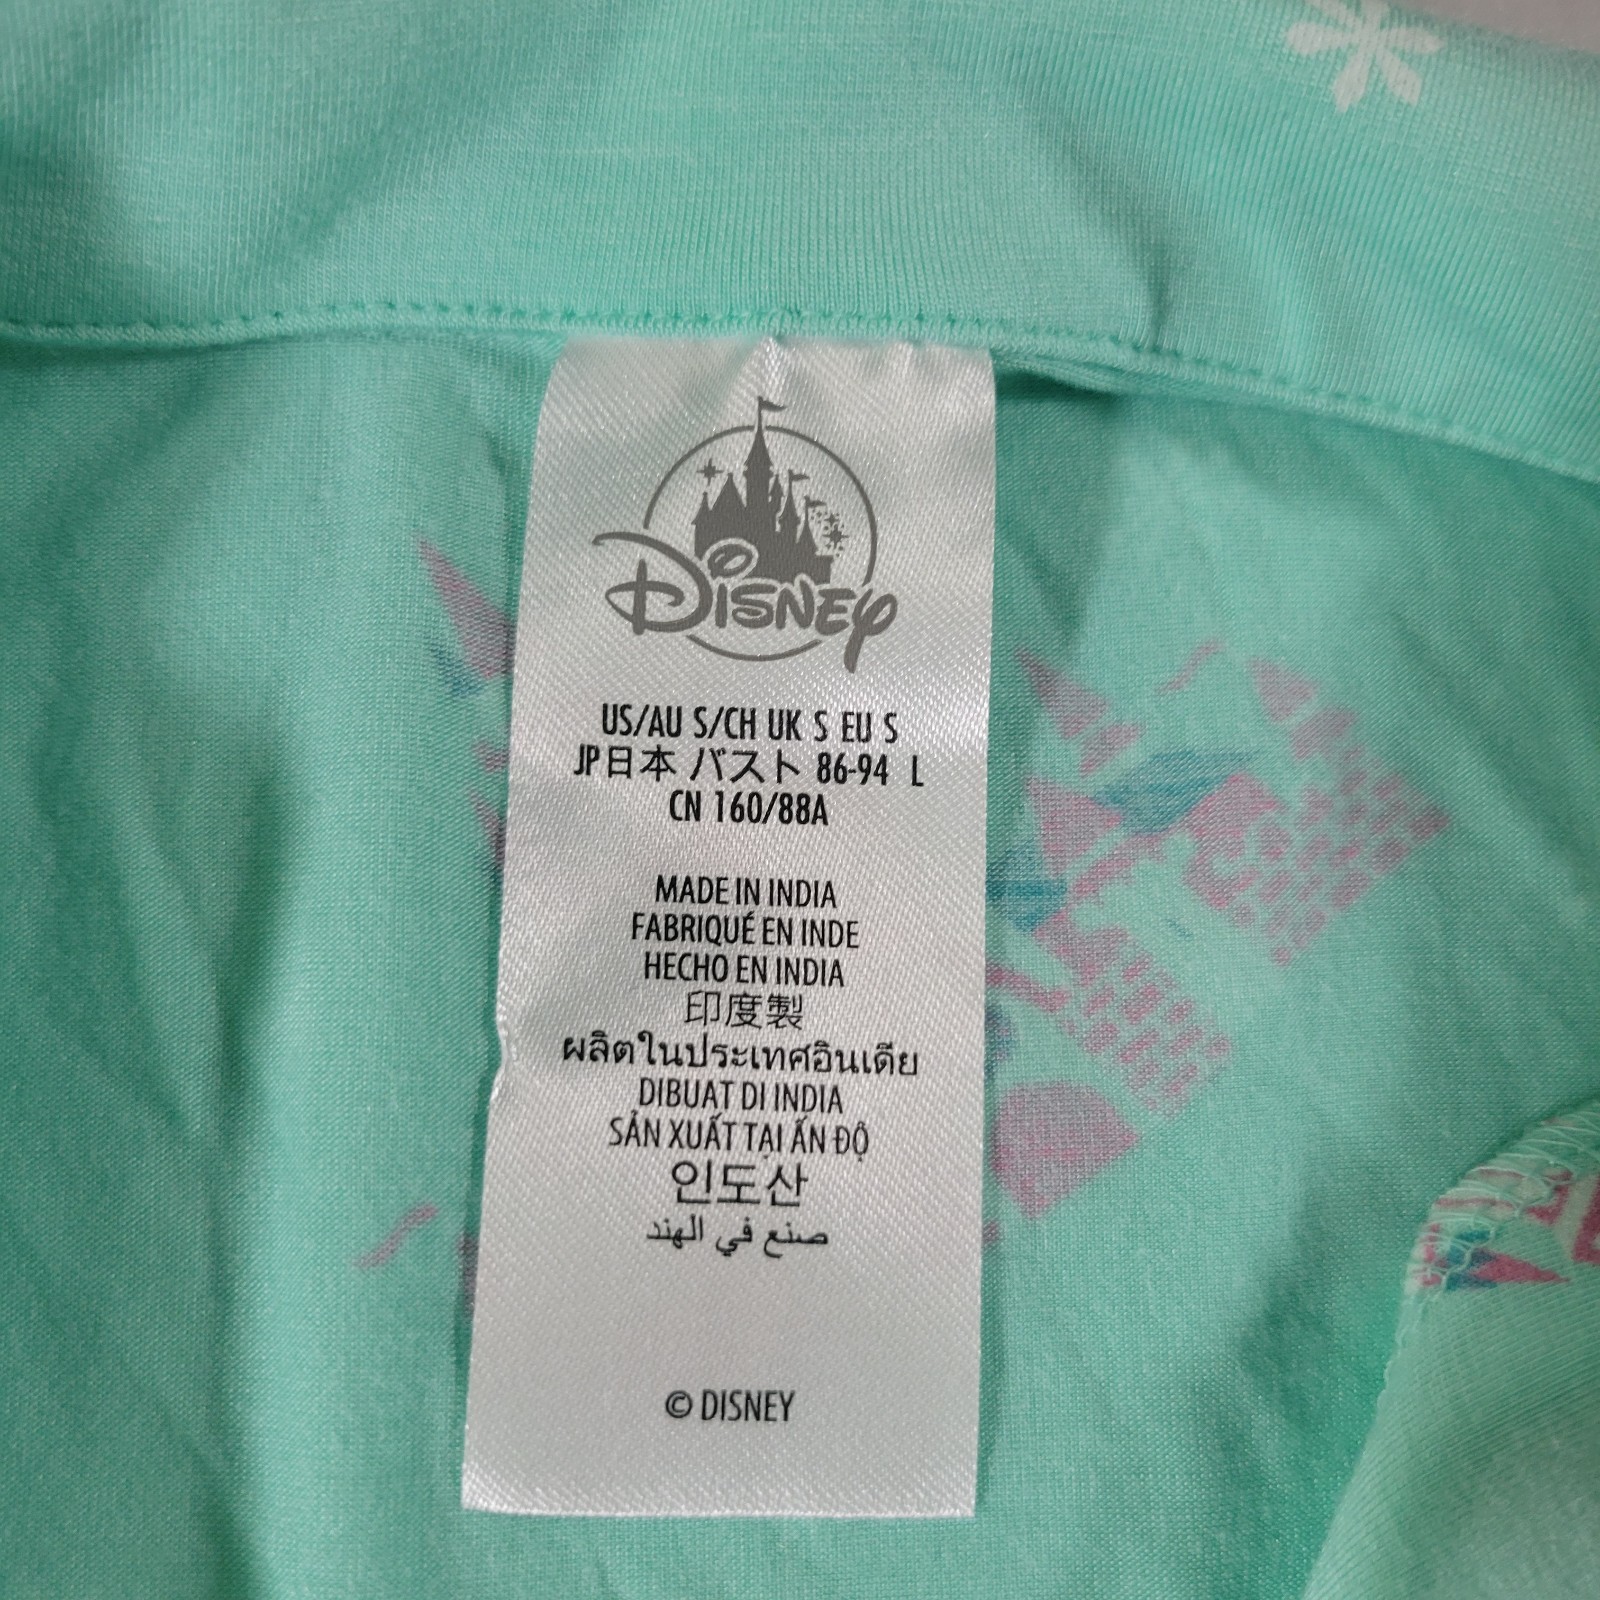 DISNEY
US/AU S/CH UK S EU S
JP日本 バスト 86-94 L
CN 160/88A
MADE IN INDIA
FABRIQUÉ EN INDE
HECHO EN INDIA
印度製
ผลิตในประเทศอินเดีย
DIBUAT DI INDIA
SẢN XUẤT TẠI ẤN ĐỘ
인도산
صنع في الهند
© DISNEY